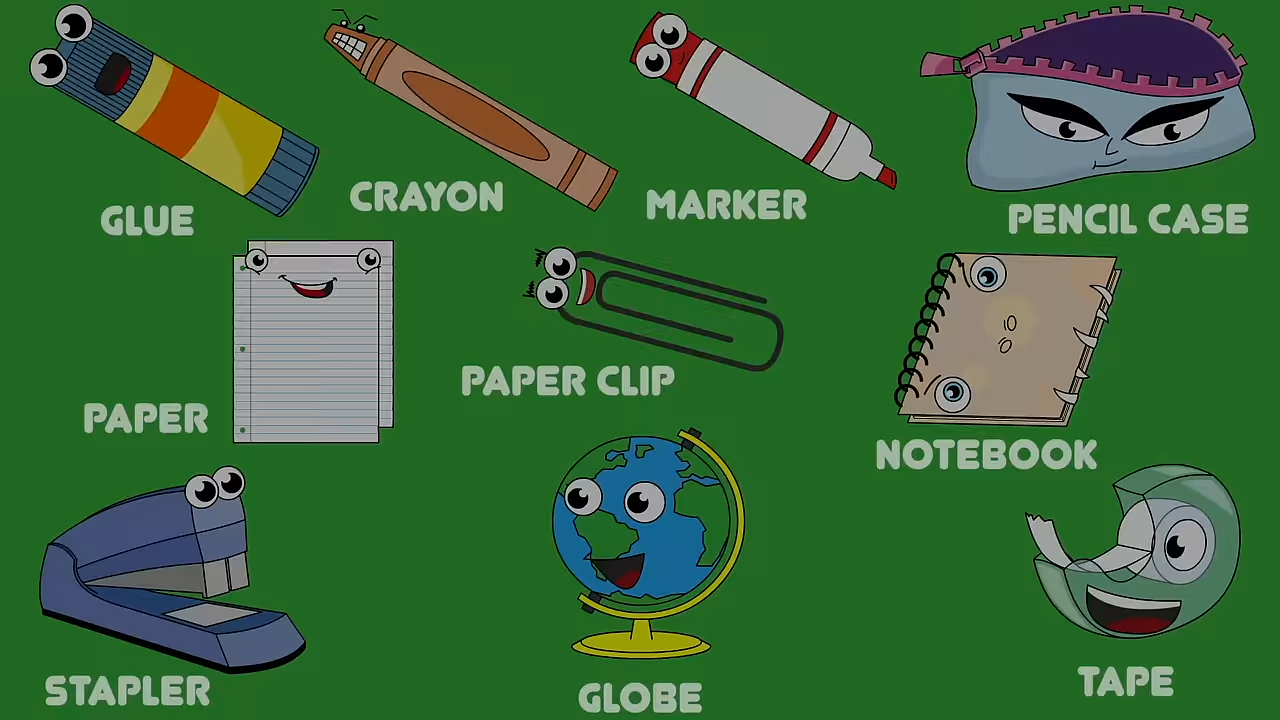 GLUE
CRAYON
MARKER
PENCIL CASE
PAPER
PAPER CLIP
NOTEBOOK
STAPLER
GLOBE
TAPE